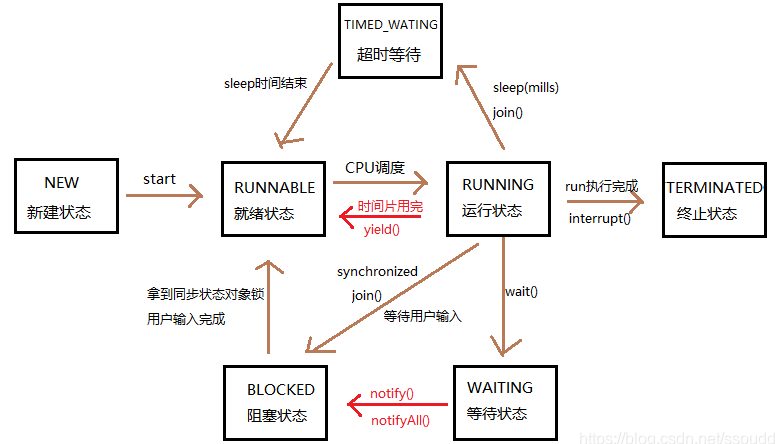 TIMED_WATING
超时等待
sleep时间结束
sleep(mills)
join()
NEW
新建状态
start
RUNNABLE
就绪状态
CPU调度
时间片用完
yield()
RUNNING
运行状态
run执行完成
interrupt()
TERMINATED
终止状态
拿到同步状态对象锁
用户输入完成
synchronized
join()
等待用户输入
wait()
BLOCKED
阻塞状态
notify()
notifyAll()
WAITING
等待状态
https://blog.csdn.net/ssoudd